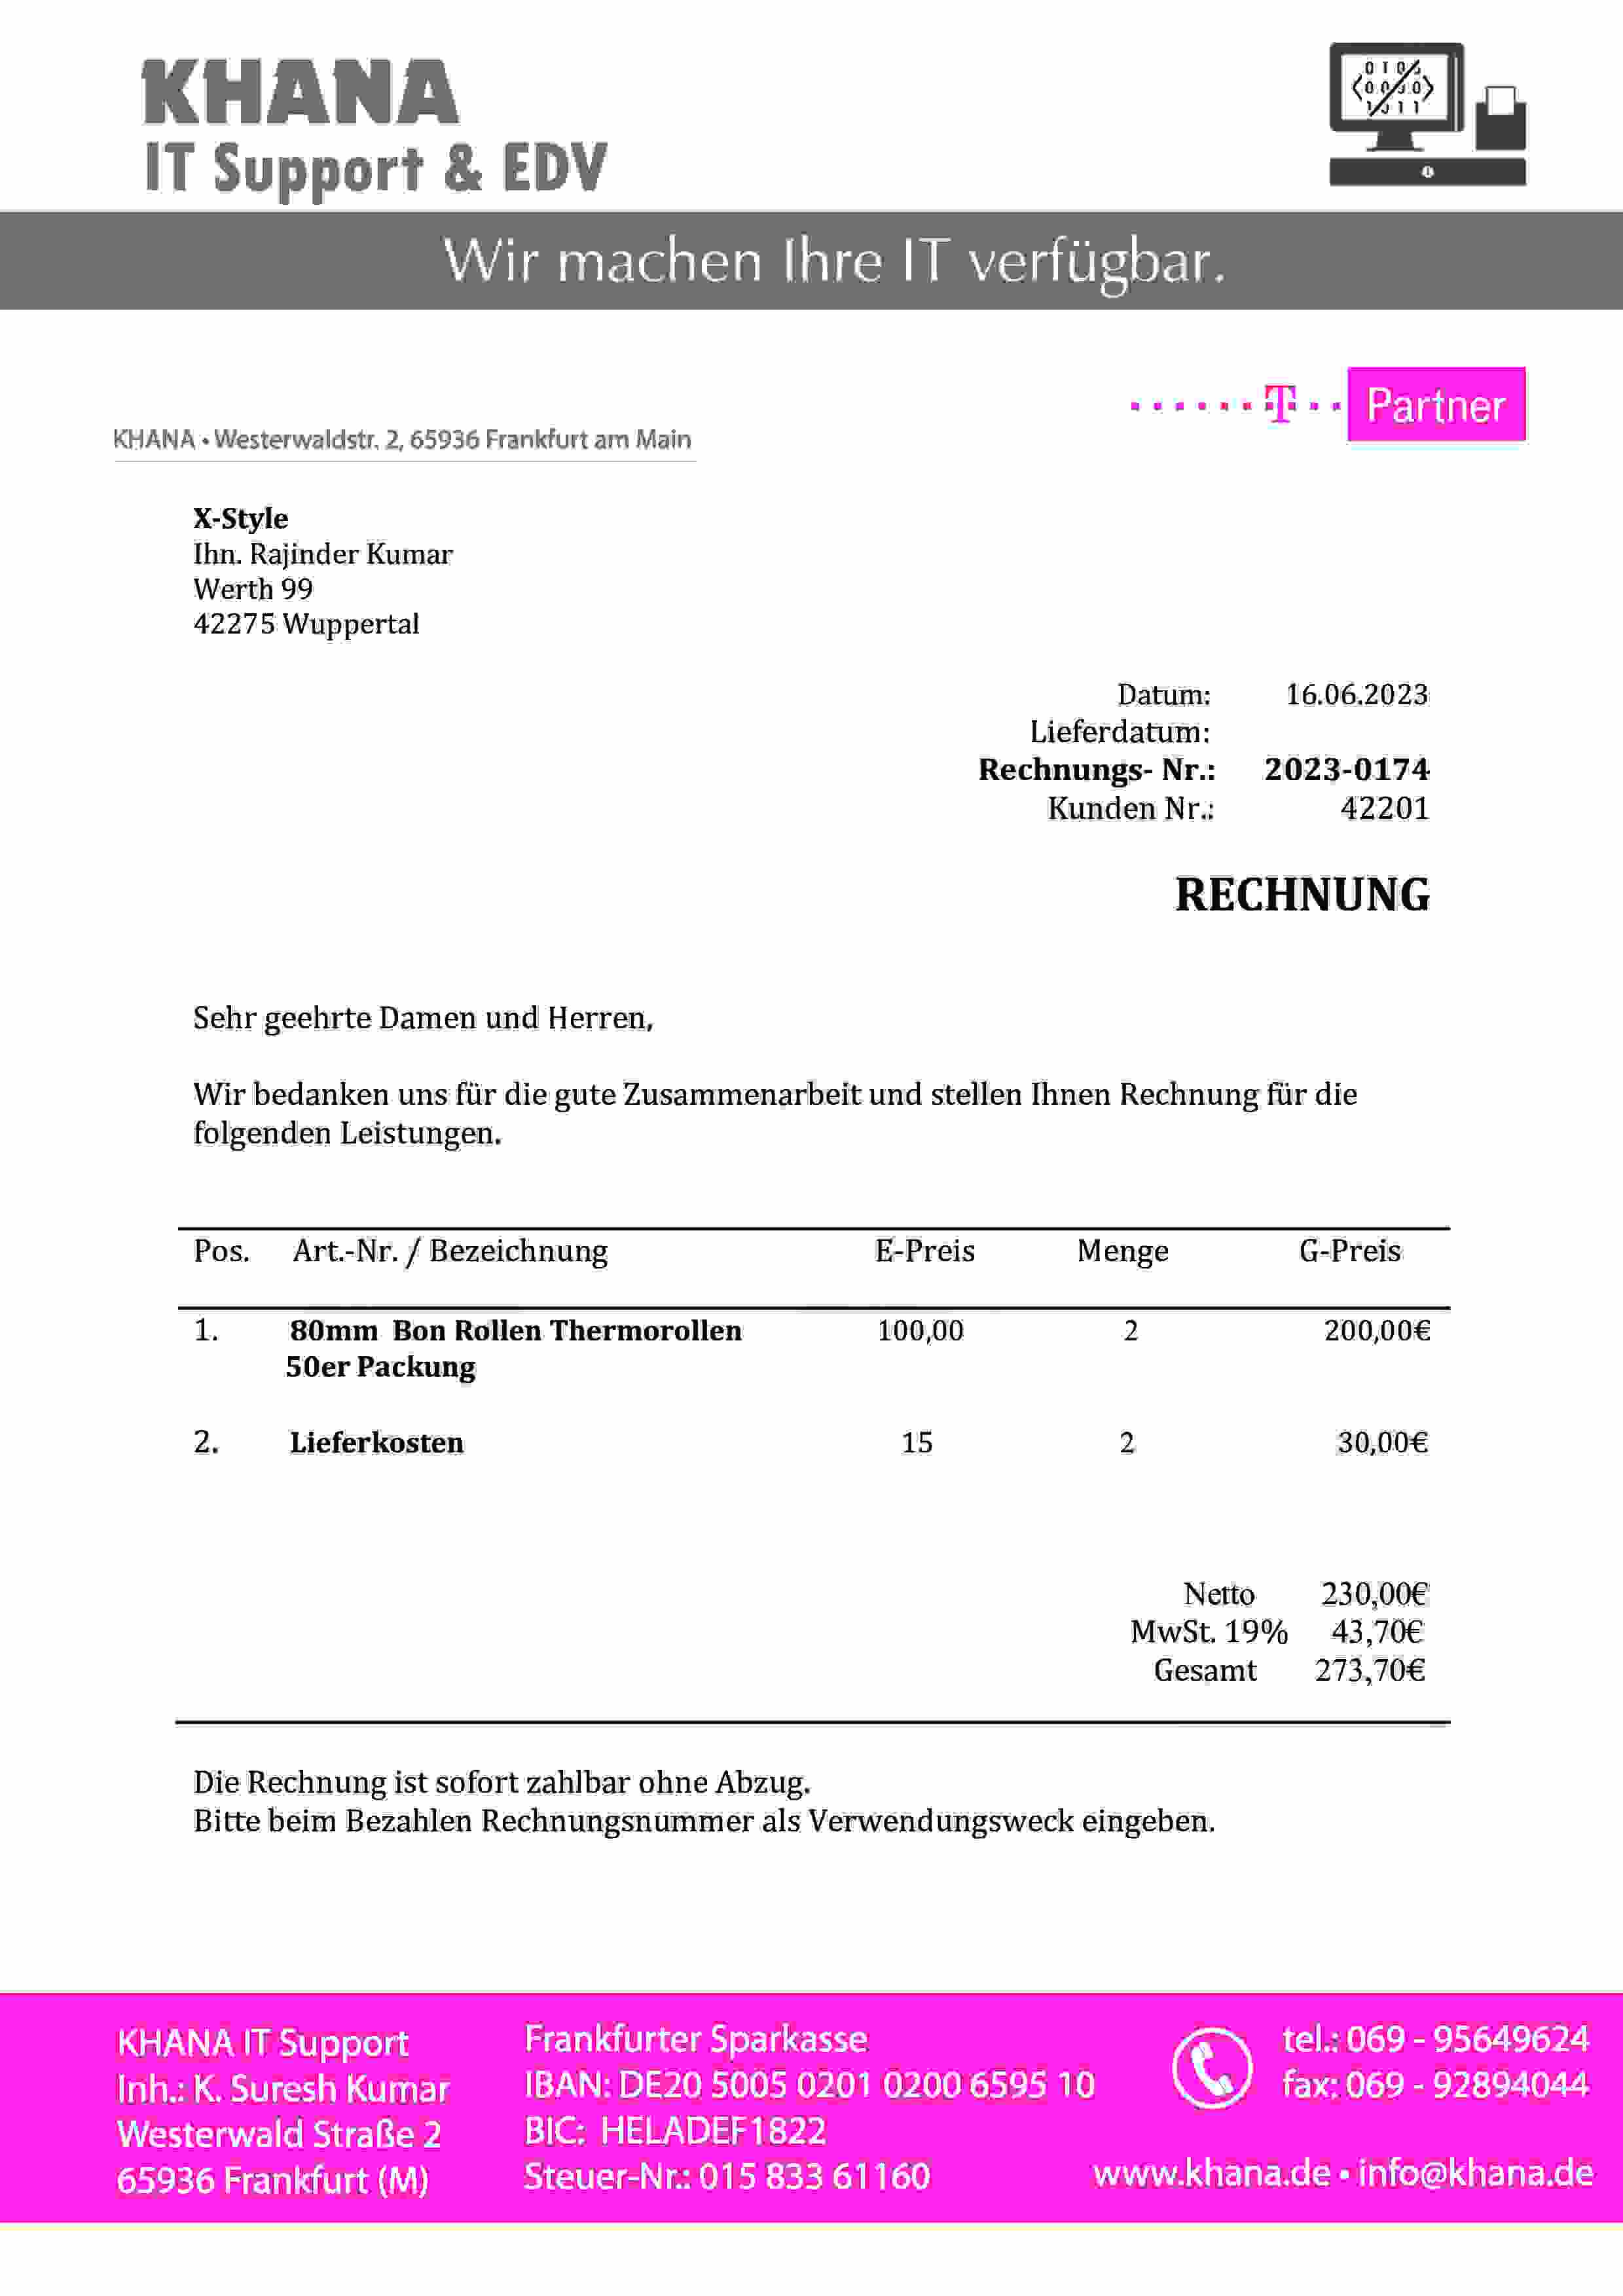 KHANA
IT Support & EDV
Wir machen Ihre IT verfügbar.
T Partner
KHANA • Westerwaldstr. 2, 65936 Frankfurt am Main
X-Style
Ihn. Rajinder Kumar
Werth 99
42275 Wuppertal
Datum: 16.06.2023
Lieferdatum:
Rechnungs- Nr.: 2023-0174
Kunden Nr.: 42201
RECHNUNG
Sehr geehrte Damen und Herren,
Wir bedanken uns für die gute Zusammenarbeit und stellen Ihnen Rechnung für die
folgenden Leistungen.
Pos. Art.-Nr. / Bezeichnung E-Preis Menge G-Preis
1. 80mm Bon Rollen Thermorollen 100,00 2 200,00€
50er Packung
2. Lieferkosten 15 2 30,00€
Netto 230,00€
MwSt. 19% 43,70€
Gesamt 273,70€
Die Rechnung ist sofort zahlbar ohne Abzug.
Bitte beim Bezahlen Rechnungsnummer als Verwendungsweck eingeben.
KHANA IT Support
Inh.: K. Suresh Kumar
Westerwald Straße 2
65936 Frankfurt (M)
Frankfurter Sparkasse
IBAN: DE20 5005 0201 0200 6595 10
BIC: HELADEF1822
Steuer-Nr.: 015 833 61160
tel.: 069 - 95649624
fax: 069 - 92894044
www.khana.de • info@khana.de